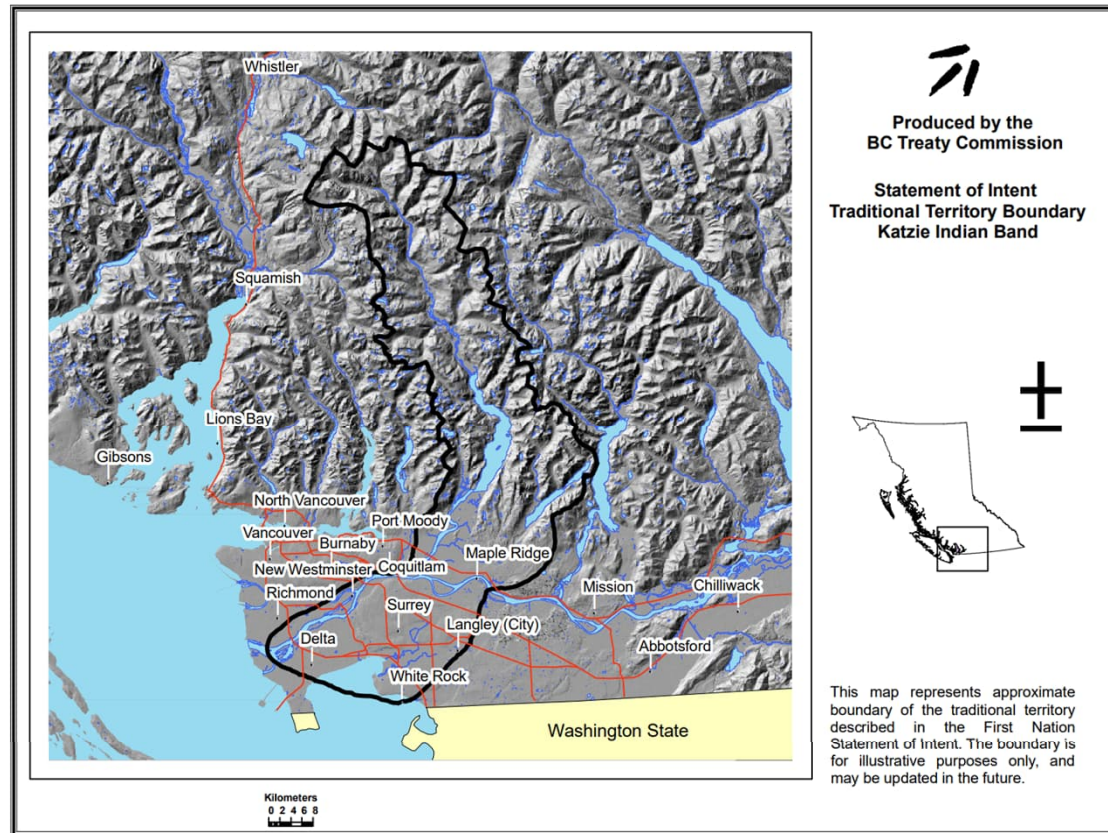 Whistler
Squamish
Lions Bay
Gibsons
North Vancouver
Port Moody
Vancouver
Burnaby
Maple Ridge
New Westminster
Coquitlam
Richmond
Mission
Chilliwack
Surrey
Langley (City)
Delta
Abbotsford
White Rock
Washington State
Kilometers
0 2 4 6 8
Produced by the
BC Treaty Commission
Statement of Intent
Traditional Territory Boundary
Katzie Indian Band
This map represents approximate
boundary of the traditional territory
described in the First Nation
Statement of Intent. The boundary is
for illustrative purposes only, and
may be updated in the future.